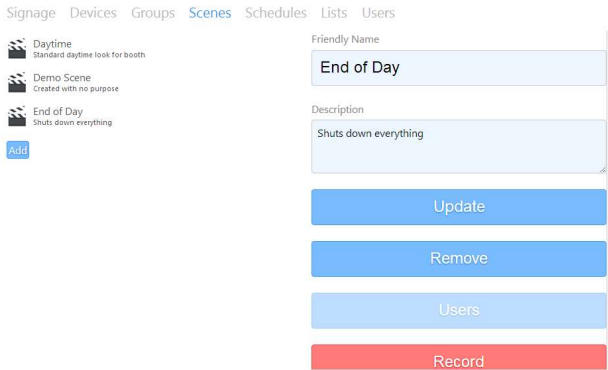 Signage Devices Groups Scenes Schedules Lists Users
Daytime
Standard daytime look for booth
Demo Scene
Created with no purpose
End of Day
Shuts down everything
Add
Friendly Name
End of Day
Description
Shuts down everything
Update
Remove
Users
Record